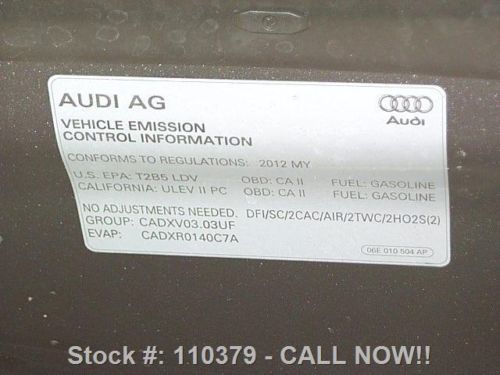 AUDI AG
Audi
VEHICLE EMISSION
CONTROL INFORMATION
CONFORMS TO REGULATIONS: 2012 MY
U.S. EPA: T2B5 LDV OBD: CA II FUEL: GASOLINE
CALIFORNIA: ULEV II PC OBD: CA II FUEL: GASOLINE
NO ADJUSTMENTS NEEDED. DFI/SC/2CAC/AIR/2TWC/2HO2S(2)
GROUP: CADXV03.03UF
EVAP: CADXR0140C7A
06E 010 504 AP
Stock #: 110379 - CALL NOW!!